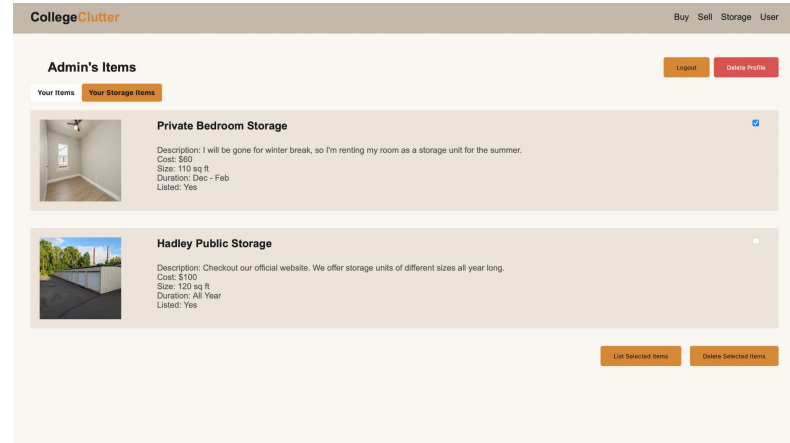 CollegeClutter
Buy Sell Storage User
Admin's Items
Logout
Delete Profile
Your Items
Your Storage Items
Private Bedroom Storage
Description: I will be gone for winter break, so I'm renting my room as a storage unit for the summer.
Cost: $60
Size: 110 sq ft
Duration: Dec - Feb
Listed: Yes
Hadley Public Storage
Description: Checkout our official website. We offer storage units of different sizes all year long.
Cost: $100
Size: 120 sq ft
Duration: All Year
Listed: Yes
List Selected Items
Delete Selected Items